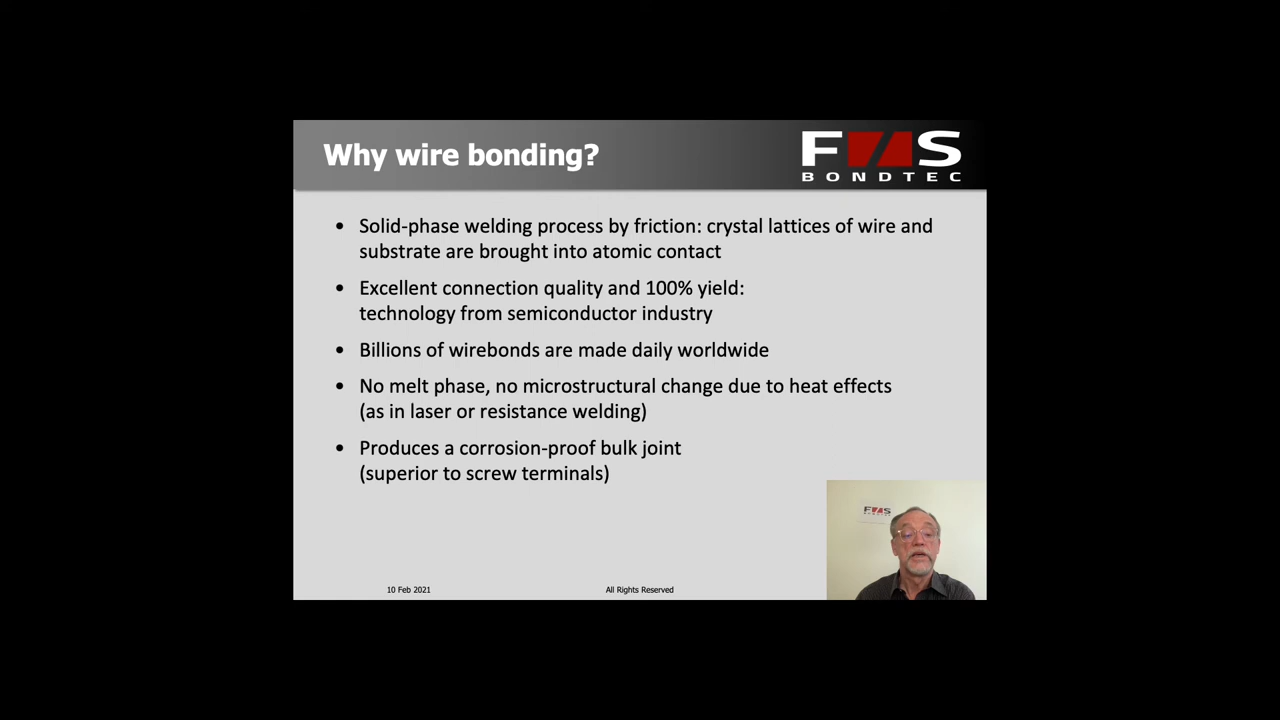 Why wire bonding?
F S
BONDTEC
• Solid-phase welding process by friction: crystal lattices of wire and
substrate are brought into atomic contact
• Excellent connection quality and 100% yield:
technology from semiconductor industry
• Billions of wirebonds are made daily worldwide
• No melt phase, no microstructural change due to heat effects
(as in laser or resistance welding)
• Produces a corrosion-proof bulk joint
(superior to screw terminals)
F S
10 Feb 2021
All Rights Reserved